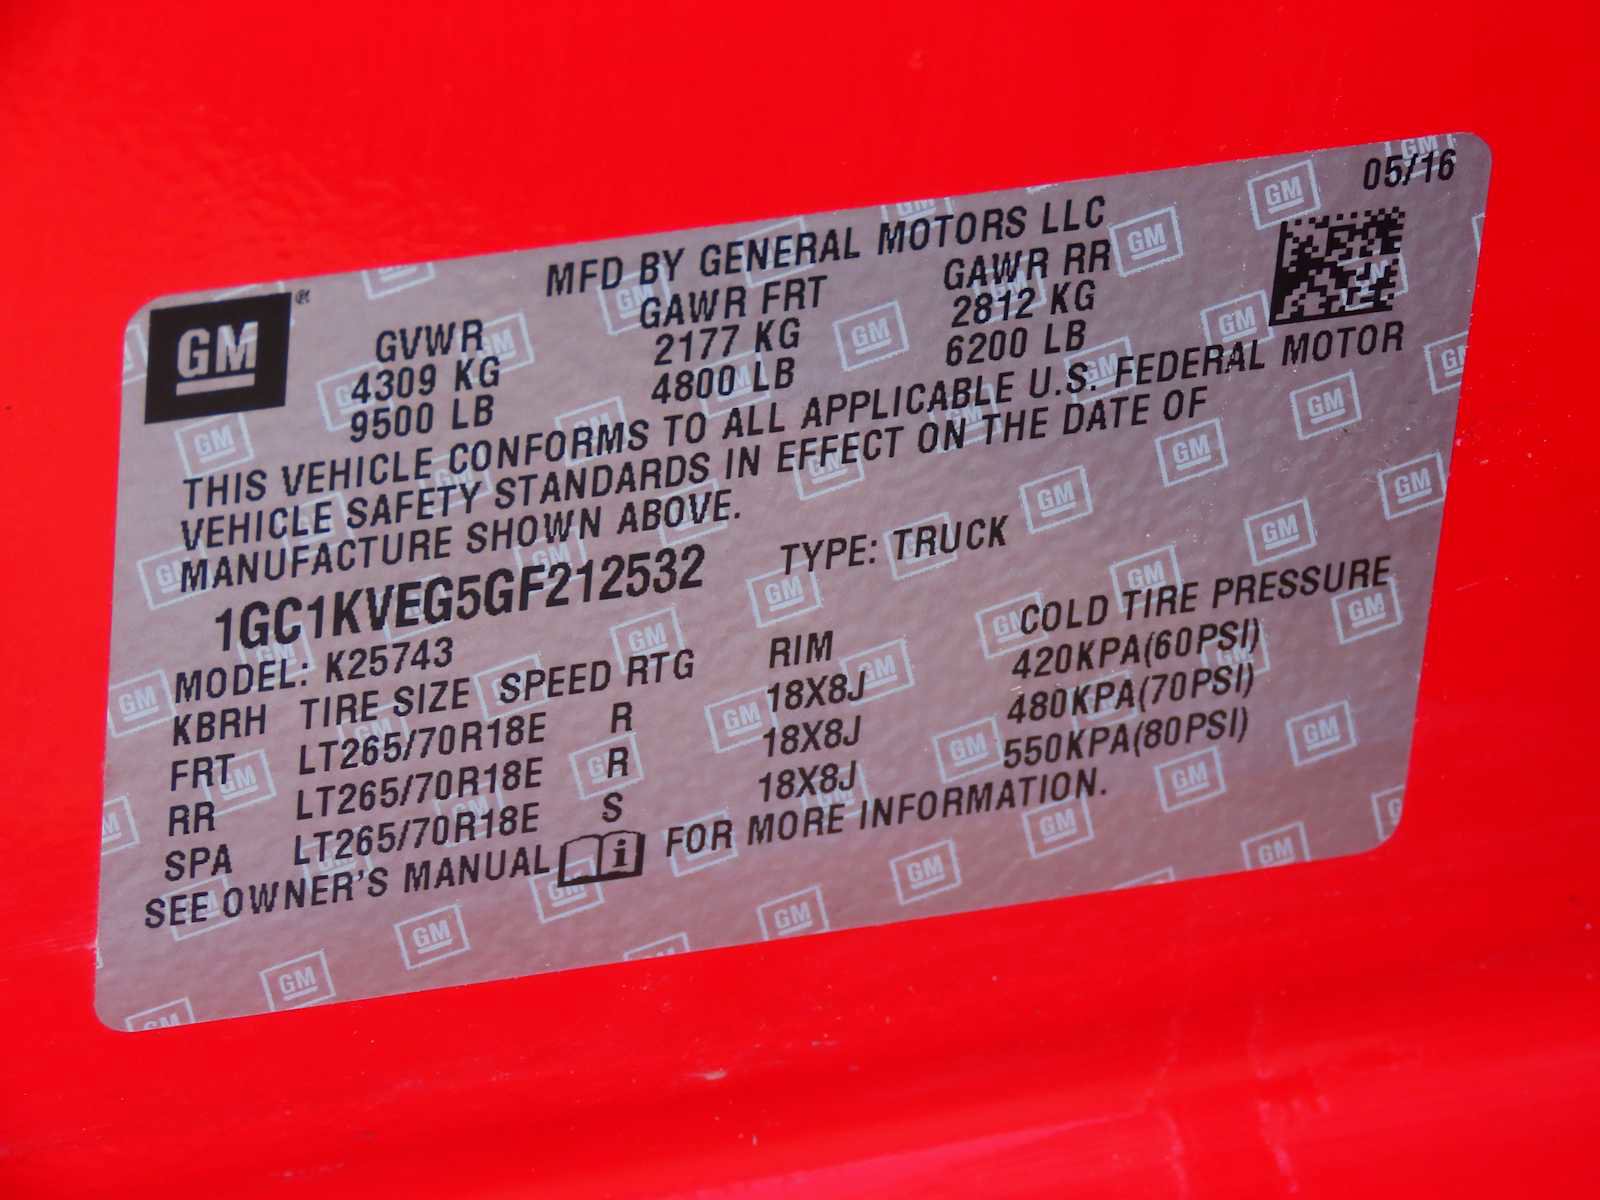 05/16
MFD BY GENERAL MOTORS LLC
GM®
GVWR GAWR FRT GAWR RR
4309 KG 2177 KG 2812 KG
9500 LB 4800 LB 6200 LB
THIS VEHICLE CONFORMS TO ALL APPLICABLE U.S. FEDERAL MOTOR
VEHICLE SAFETY STANDARDS IN EFFECT ON THE DATE OF
MANUFACTURE SHOWN ABOVE.
1GC1KVEG5GF212532 TYPE: TRUCK
MODEL: K25743
KBRH TIRE SIZE SPEED RTG RIM COLD TIRE PRESSURE
FRT LT265/70R18E R 18X8J 420KPA(60PSI)
RR LT265/70R18E R 18X8J 480KPA(70PSI)
SPA LT265/70R18E S 18X8J 550KPA(80PSI)
SEE OWNER'S MANUAL i FOR MORE INFORMATION.